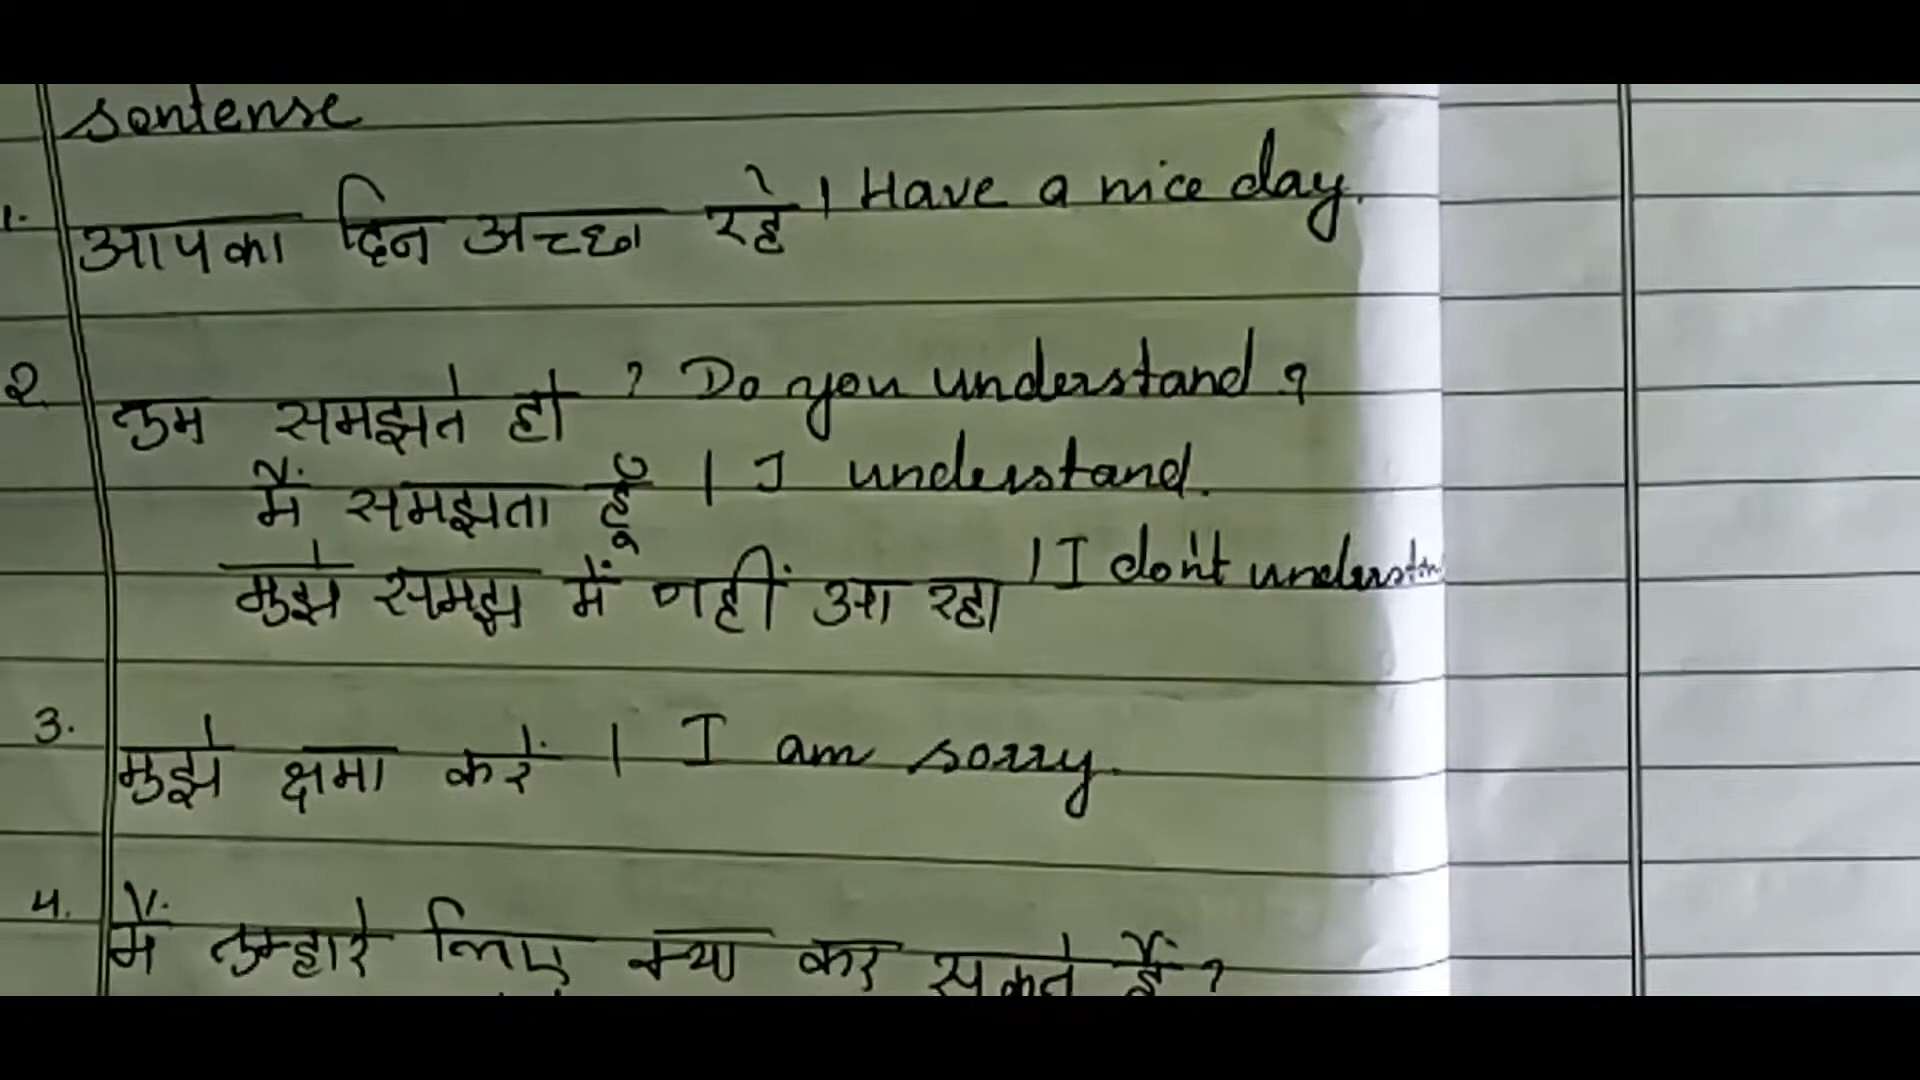 sentense
1. आपका दिन अच्छा रहे। Have a nice day.
2 तुम समझते हो ? Do you understand ?
मैं समझता हूँ | I understand.
मुझे समझ में नहीं आ रहा | I don't understan
3. मुझे क्षमा करें | I am sorry.
4. मैं तुम्हारे लिए क्या कर सकते हैं ?